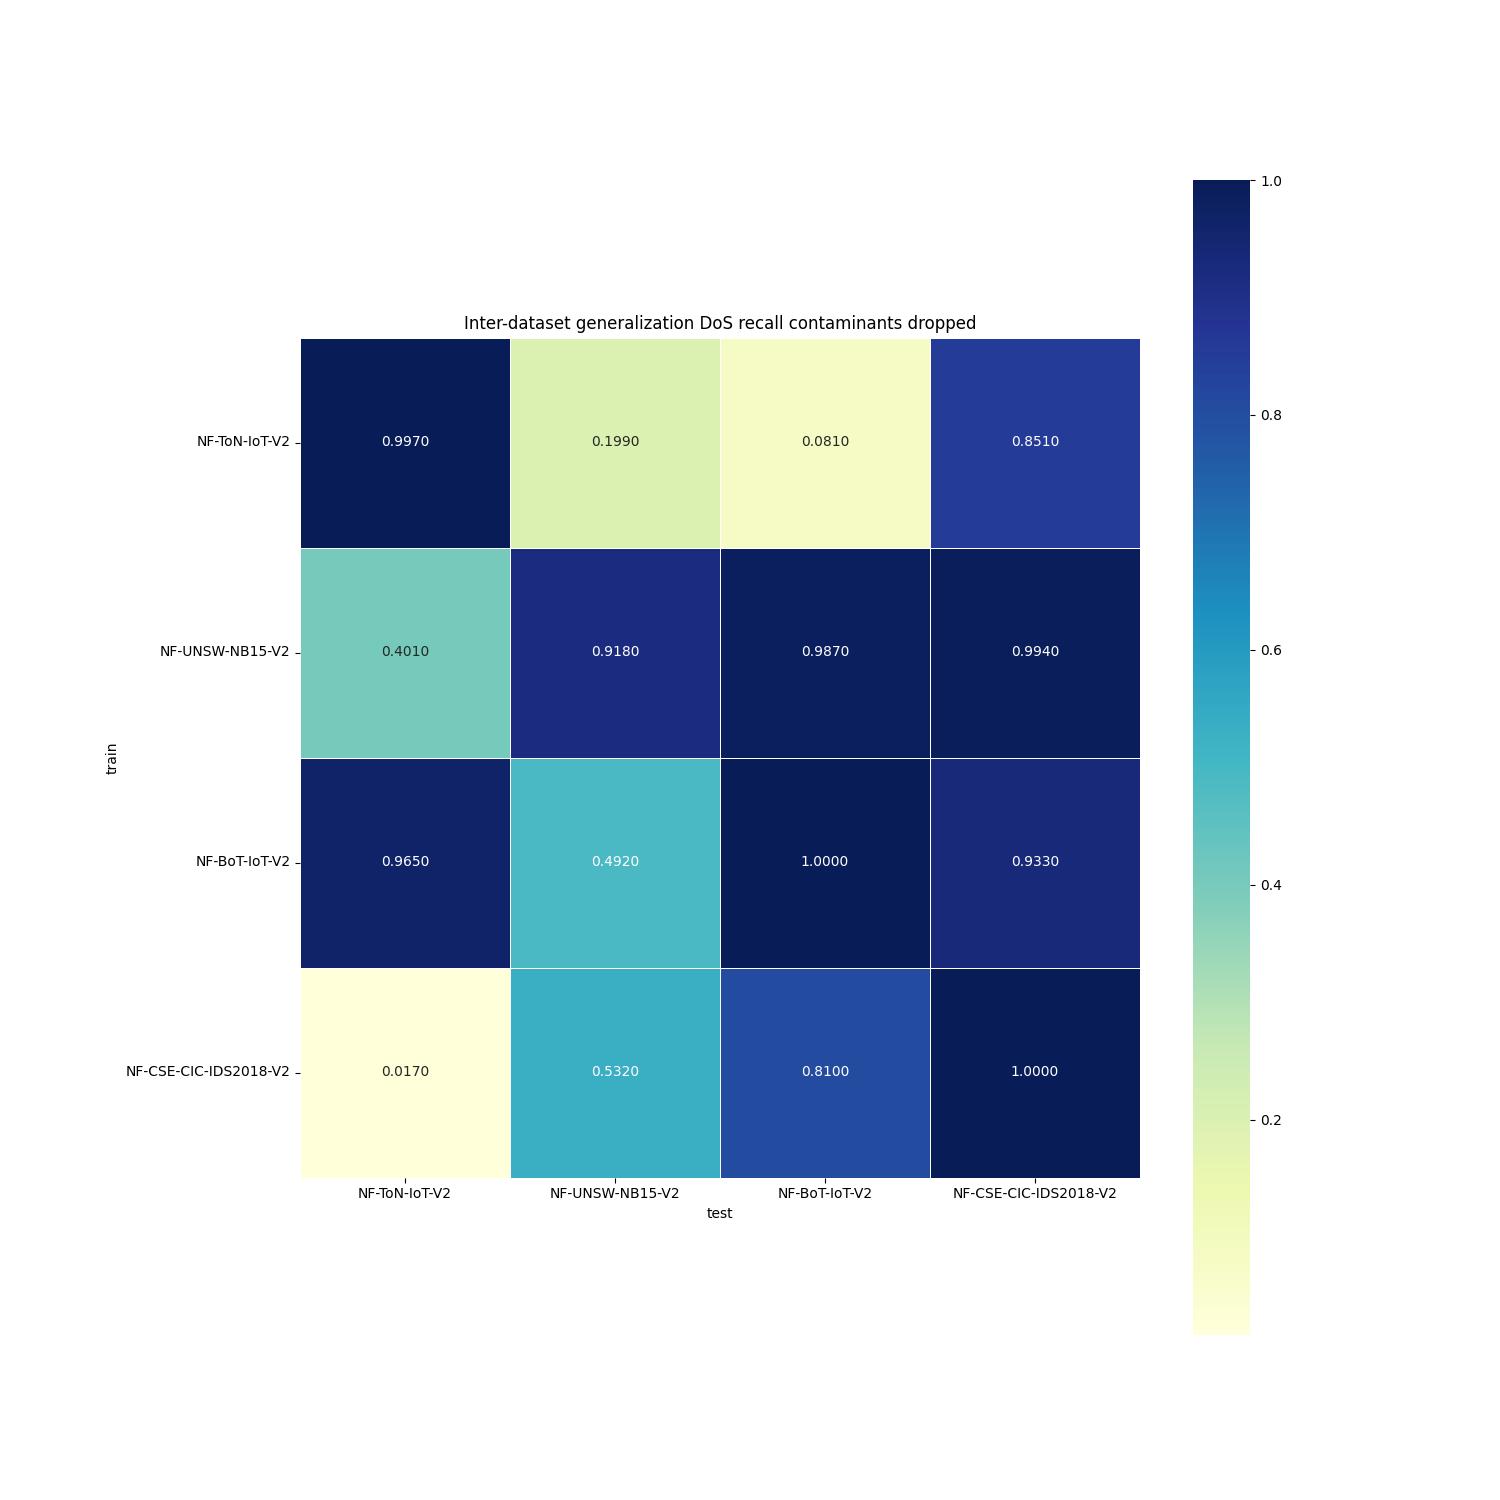 Inter-dataset generalization DoS recall contaminants dropped
train
NF-ToN-IoT-V2
0.9970 0.1990 0.0810 0.8510
NF-UNSW-NB15-V2
0.4010 0.9180 0.9870 0.9940
NF-BoT-IoT-V2
0.9650 0.4920 1.0000 0.9330
NF-CSE-CIC-IDS2018-V2
0.0170 0.5320 0.8100 1.0000
NF-ToN-IoT-V2 NF-UNSW-NB15-V2 NF-BoT-IoT-V2 NF-CSE-CIC-IDS2018-V2
test
1.0
0.8
0.6
0.4
0.2